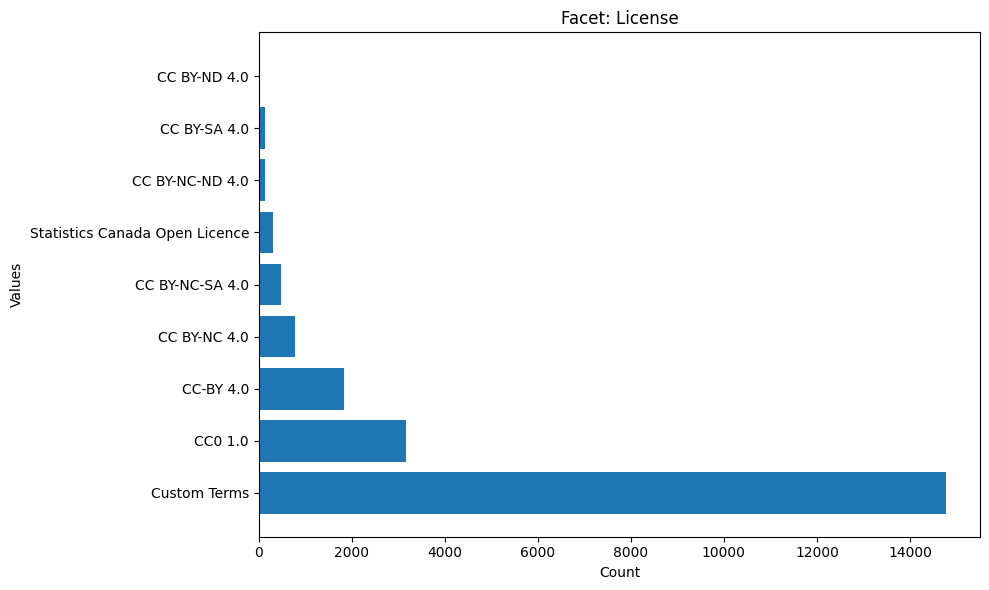 Facet: License
CC BY-ND 4.0
CC BY-SA 4.0
CC BY-NC-ND 4.0
Statistics Canada Open Licence
CC BY-NC-SA 4.0
CC BY-NC 4.0
CC-BY 4.0
CC0 1.0
Custom Terms
Values
0 2000 4000 6000 8000 10000 12000 14000
Count